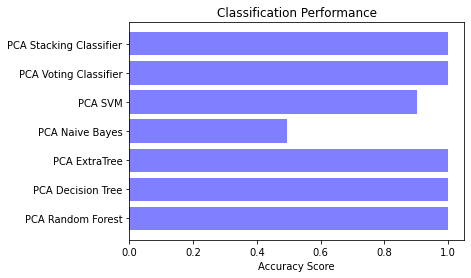 Classification Performance
PCA Stacking Classifier
PCA Voting Classifier
PCA SVM
PCA Naive Bayes
PCA ExtraTree
PCA Decision Tree
PCA Random Forest
0.0 0.2 0.4 0.6 0.8 1.0
Accuracy Score